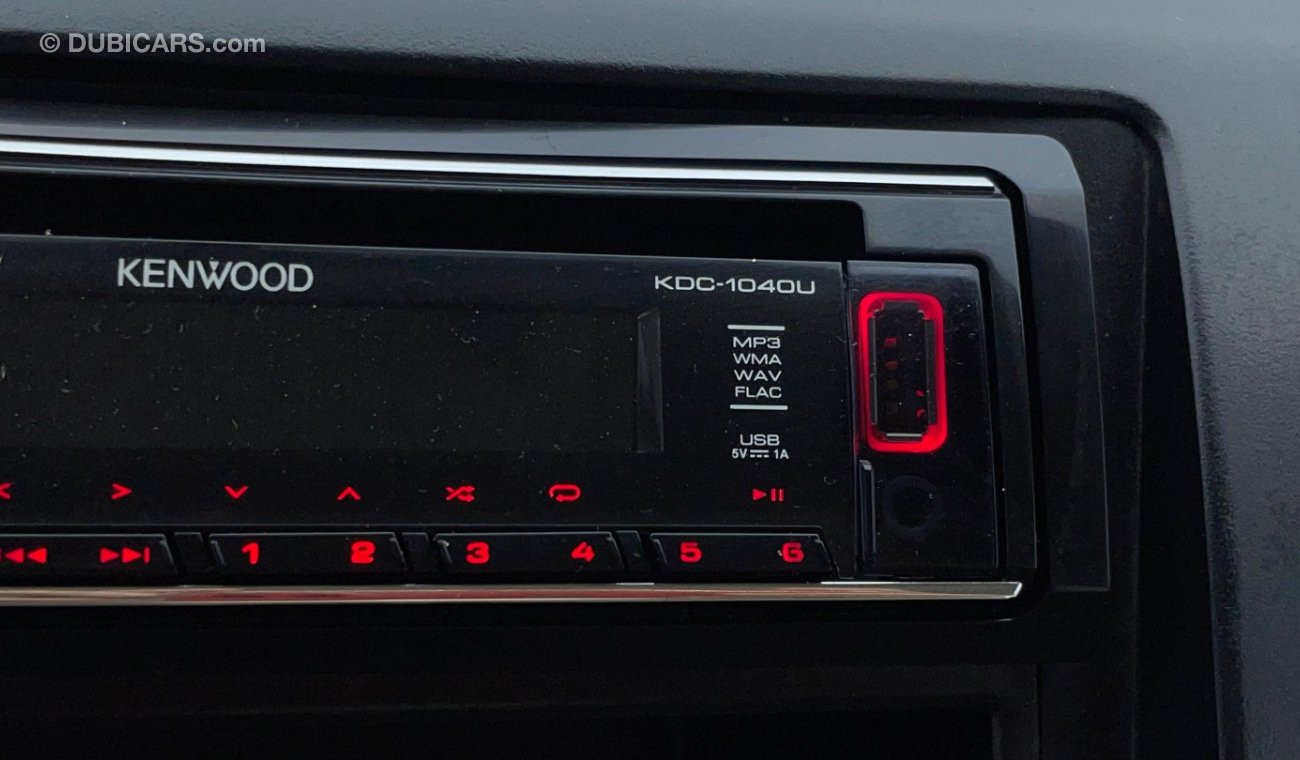 © DUBICARS.com
KENWOOD
KDC-1040U
MP3
WMA
WAV
FLAC
USB
5V 1A
1 2 3 4 5 6